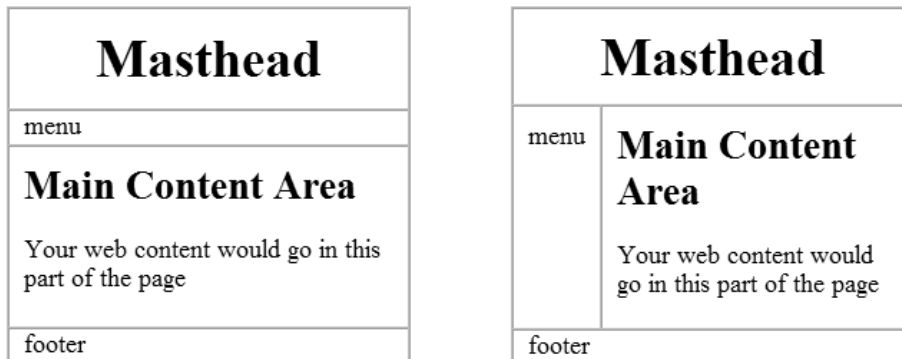 Masthead
menu
Main Content Area
Your web content would go in this
part of the page
footer
Masthead
menu
Main Content
Area
Your web content would
go in this part of the page
footer